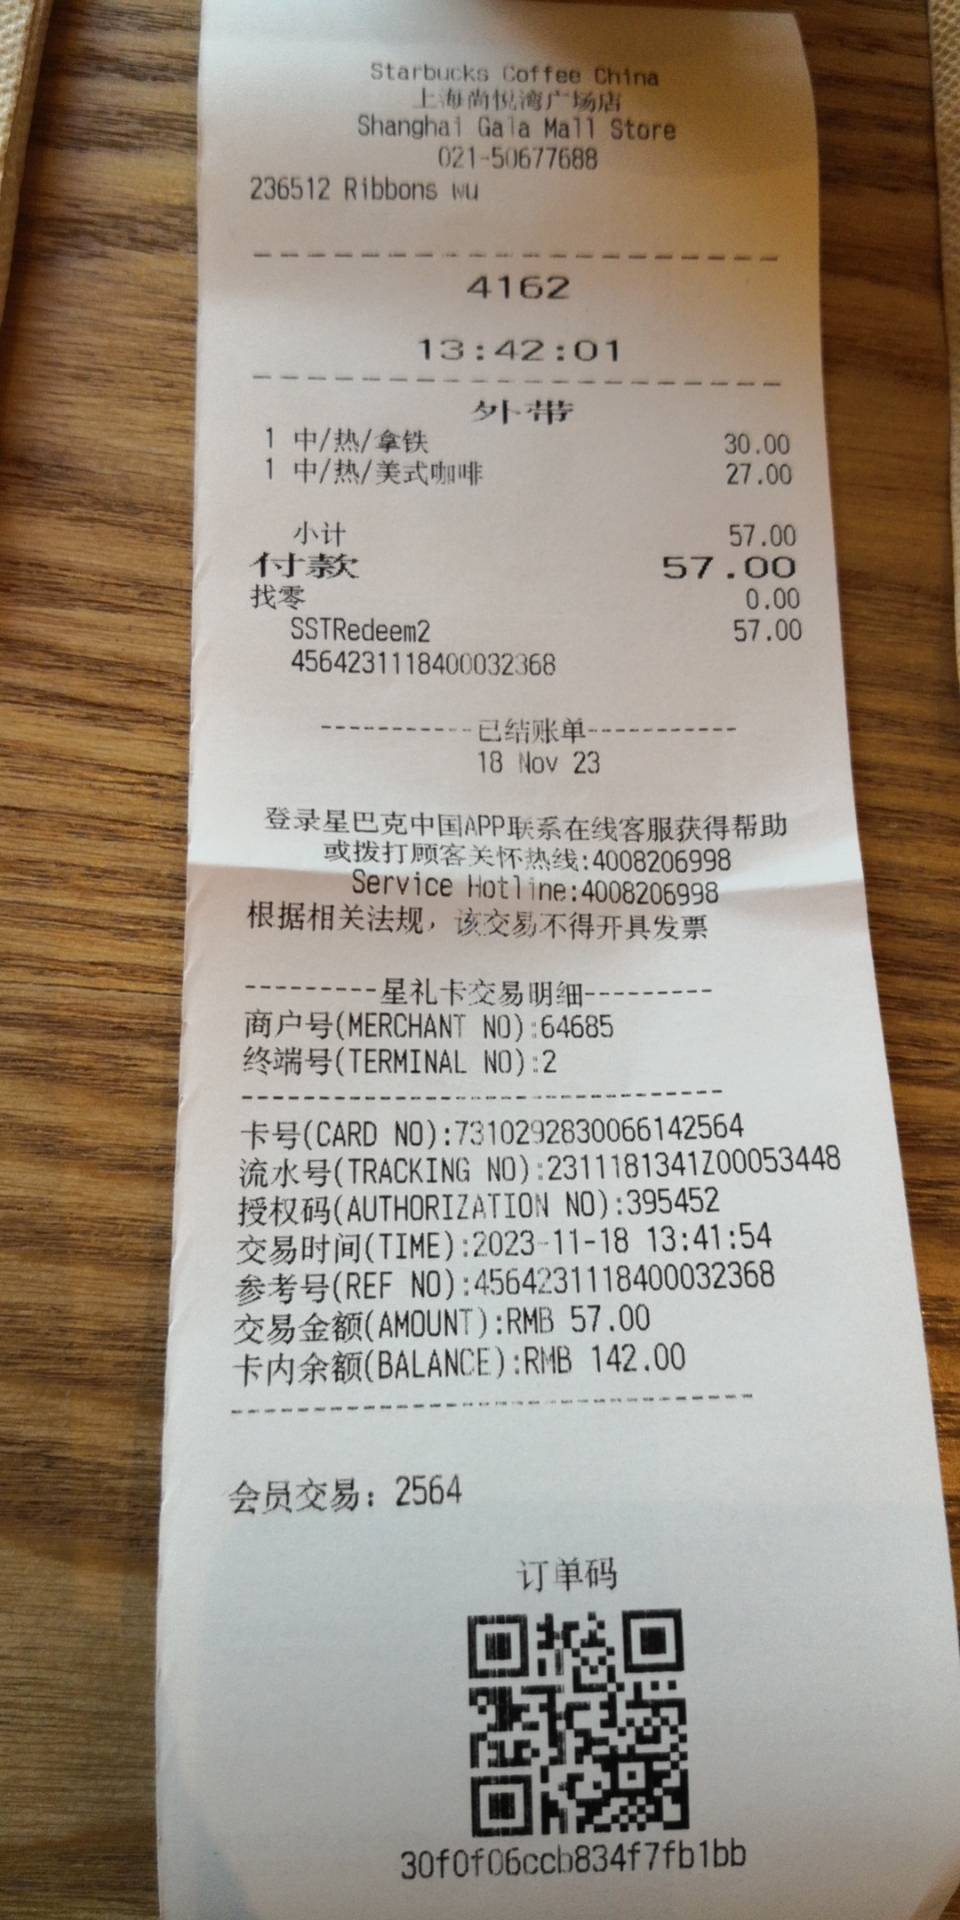 Starbucks Coffee China
上海尚悦湾广场店
Shanghai Gala Mall Store
021-50677688
236512 Ribbons wu
4162
13:42:01
外带
1 中/热/拿铁 30.00
1 中/热/美式咖啡 27.00
小计 57.00
付款 57.00
找零 0.00
SSTRedeem2 57.00
4564231118400032368
-----------已结账单-----------
18 Nov 23
登录星巴克中国APP联系在线客服获得帮助
或拨打顾客关怀热线:4008206998
Service Hotline:4008206998
根据相关法规，该交易不得开具发票
---------星礼卡交易明细---------
商户号(MERCHANT NO):64685
终端号(TERMINAL NO):2
卡号(CARD NO):7310292830066142564
流水号(TRACKING NO):2311181341Z00053448
授权码(AUTHORIZATION NO):395452
交易时间(TIME):2023-11-18 13:41:54
参考号(REF NO):4564231118400032368
交易金额(AMOUNT):RMB 57.00
卡内余额(BALANCE):RMB 142.00
会员交易：2564
订单码
30f0f06ccb834f7fb1bb